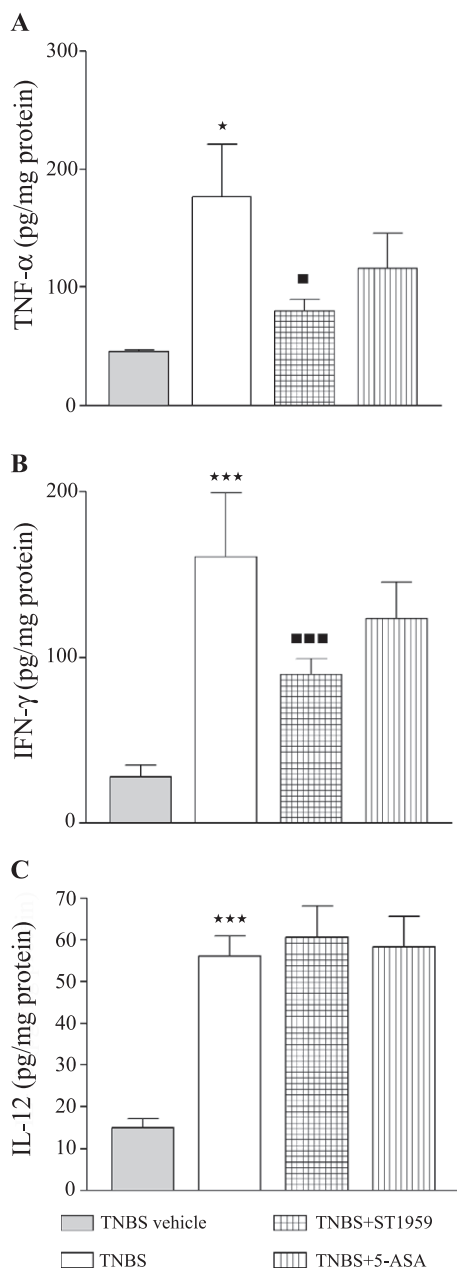 A
TNF-α (pg/mg protein)
300
200
100
0
★
■
B
IFN-γ (pg/mg protein)
200
100
0
★★★
■■■
C
IL-12 (pg/mg protein)
70
60
50
40
30
20
10
0
★★★
TNBS vehicle
TNBS+ST1959
TNBS
TNBS+5-ASA